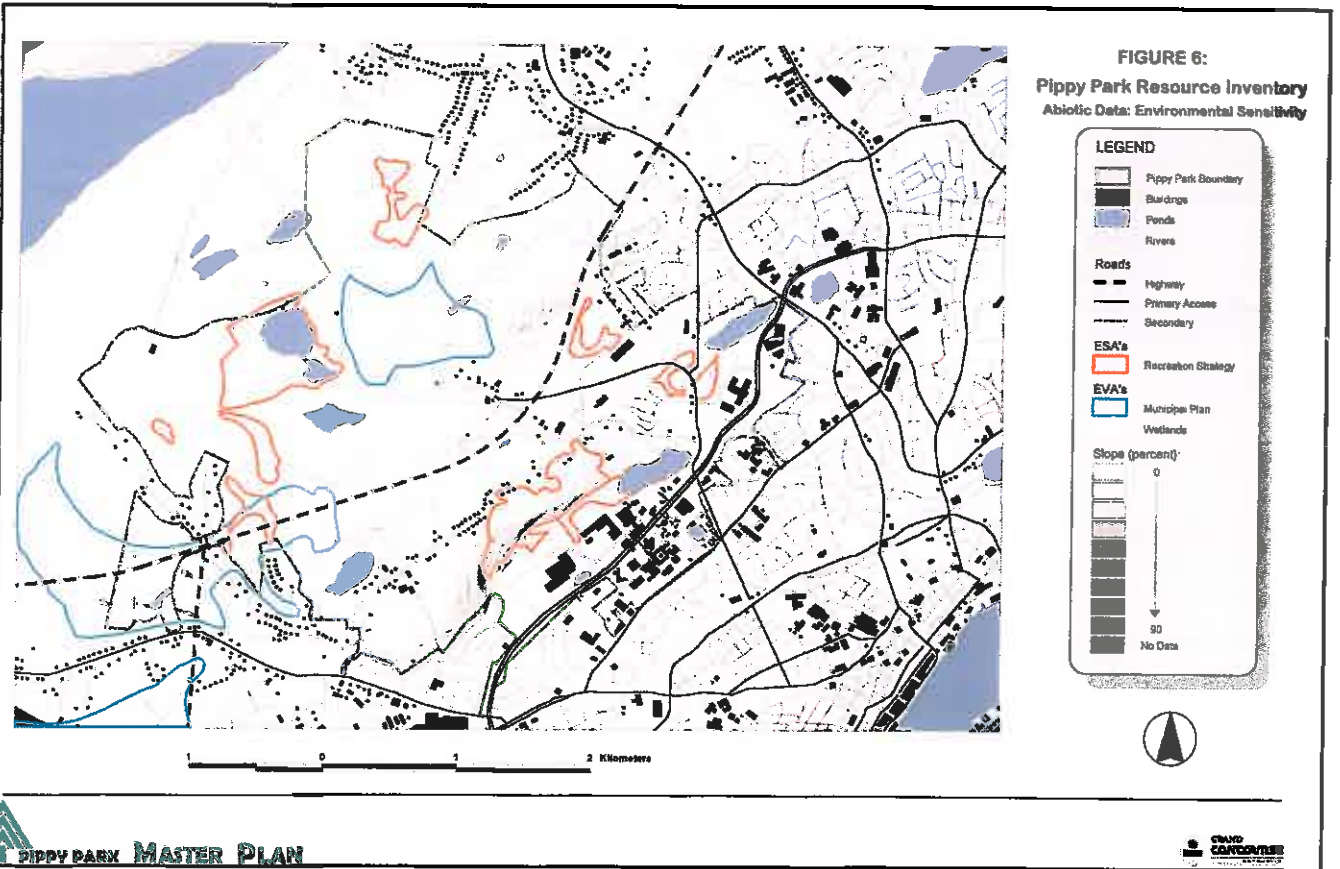 FIGURE 6:
Pippy Park Resource Inventory
Abiotic Data: Environmental Sensitivity
LEGEND
Pippy Park Boundary
Buildings
Ponds
Rivers
Roads
Highway
Primary Access
Secondary
ESA's
Recreation Strategy
EVA's
Municipal Plan
Wetlands
Slope (percent)
0
90
No Data
1 0 1 2 Kilometers
PIPPY PARK MASTER PLAN